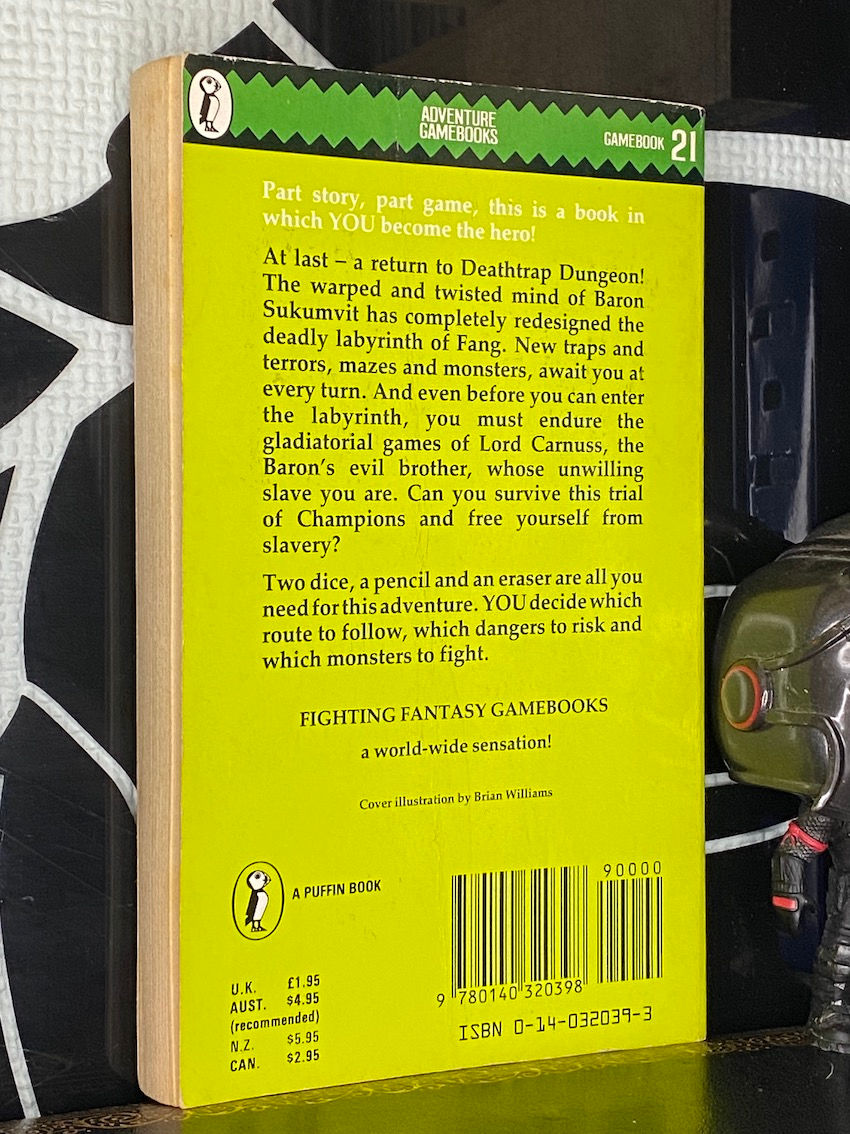 ADVENTURE
GAMEBOOKS
GAMEBOOK 21
Part story, part game, this is a book in
which YOU become the hero!
At last – a return to Deathtrap Dungeon!
The warped and twisted mind of Baron
Sukumvit has completely redesigned the
deadly labyrinth of Fang. New traps and
terrors, mazes and monsters, await you at
every turn. And even before you can enter
the labyrinth, you must endure the
gladiatorial games of Lord Carnuss, the
Baron's evil brother, whose unwilling
slave you are. Can you survive this trial
of Champions and free yourself from
slavery?
Two dice, a pencil and an eraser are all you
need for this adventure. YOU decide which
route to follow, which dangers to risk and
which monsters to fight.
FIGHTING FANTASY GAMEBOOKS
a world-wide sensation!
Cover illustration by Brian Williams
A PUFFIN BOOK
U.K. £1.95
AUST. $4.95
(recommended)
N.Z. $5.95
CAN. $2.95
90000
9 780140 320398
ISBN 0-14-032039-3